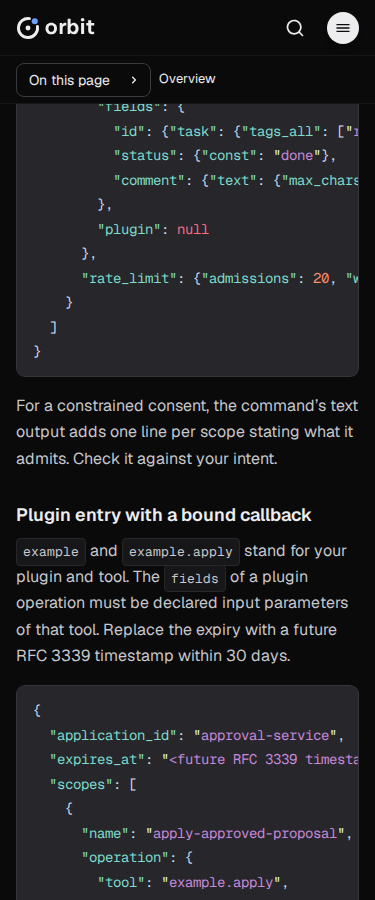 orbit
On this page
Overview
"fields": {
"id": {"task": {"tags_all": ["
"status": {"const": "done"},
"comment": {"text": {"max_chars
},
"plugin": null
},
"rate_limit": {"admissions": 20, "w
}
]
}
For a constrained consent, the command's text
output adds one line per scope stating what it
admits. Check it against your intent.
Plugin entry with a bound callback
example and example.apply stand for your
plugin and tool. The fields of a plugin
operation must be declared input parameters
of that tool. Replace the expiry with a future
RFC 3339 timestamp within 30 days.
{
"application_id": "approval-service",
"expires_at": "<future RFC 3339 timesta
"scopes": [
{
"name": "apply-approved-proposal",
"operation": {
"tool": "example.apply",